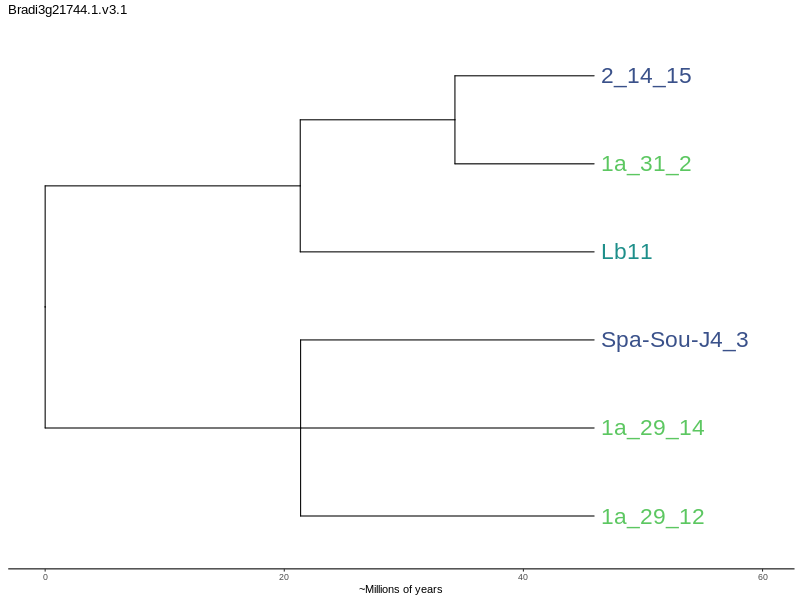 Bradi3g21744.1.v3.1
2_14_15
1a_31_2
Lb11
Spa-Sou-J4_3
1a_29_14
1a_29_12
0 20 40 60
~Millions of years